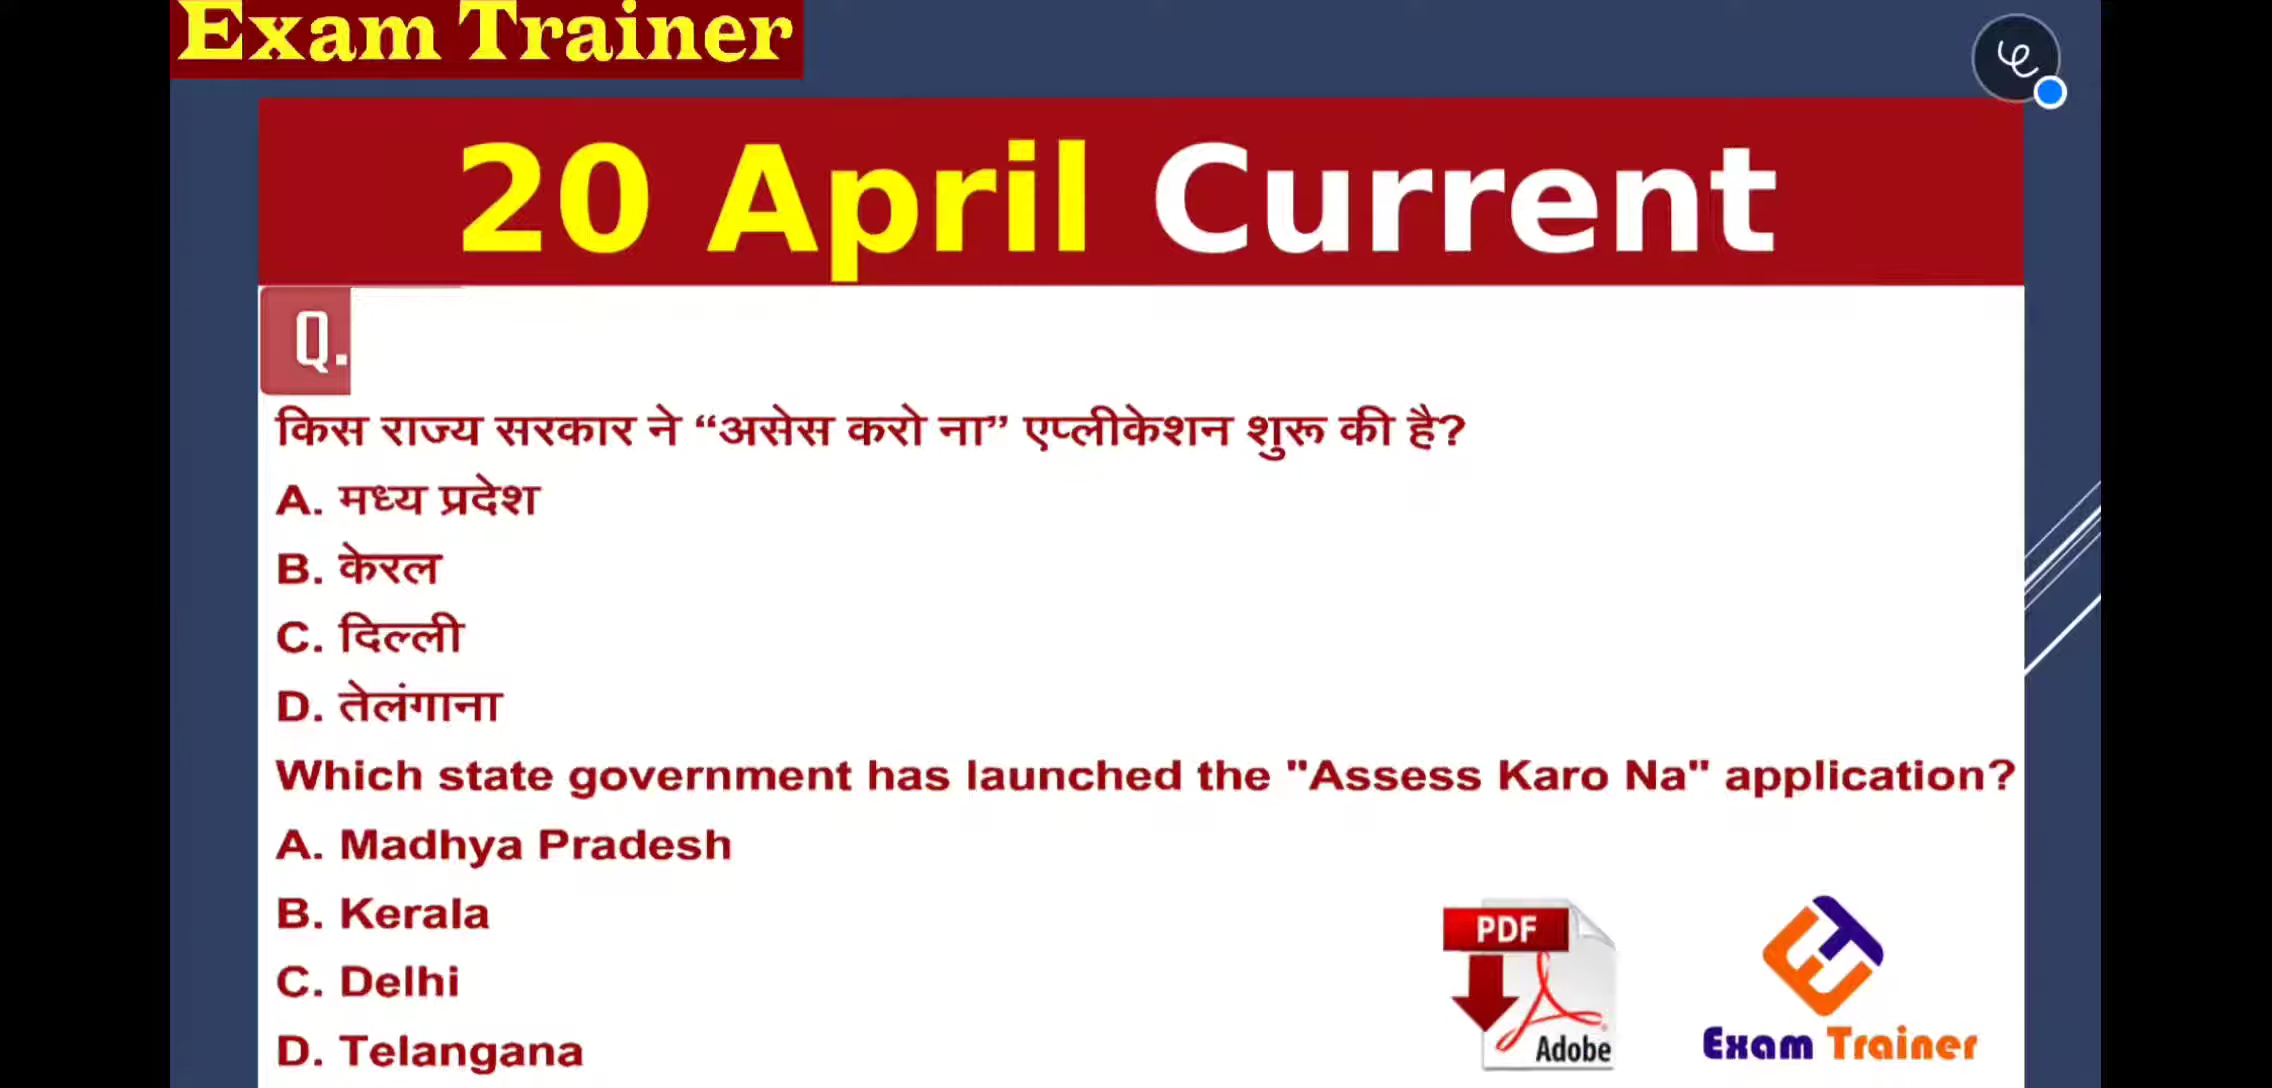 Exam Trainer
20 April Current
Q.
किस राज्य सरकार ने “असेस करो ना” एप्लीकेशन शुरू की है?
A. मध्य प्रदेश
B. केरल
C. दिल्ली
D. तेलंगाना
Which state government has launched the "Assess Karo Na" application?
A. Madhya Pradesh
B. Kerala
C. Delhi
D. Telangana
PDF
Adobe
Exam Trainer